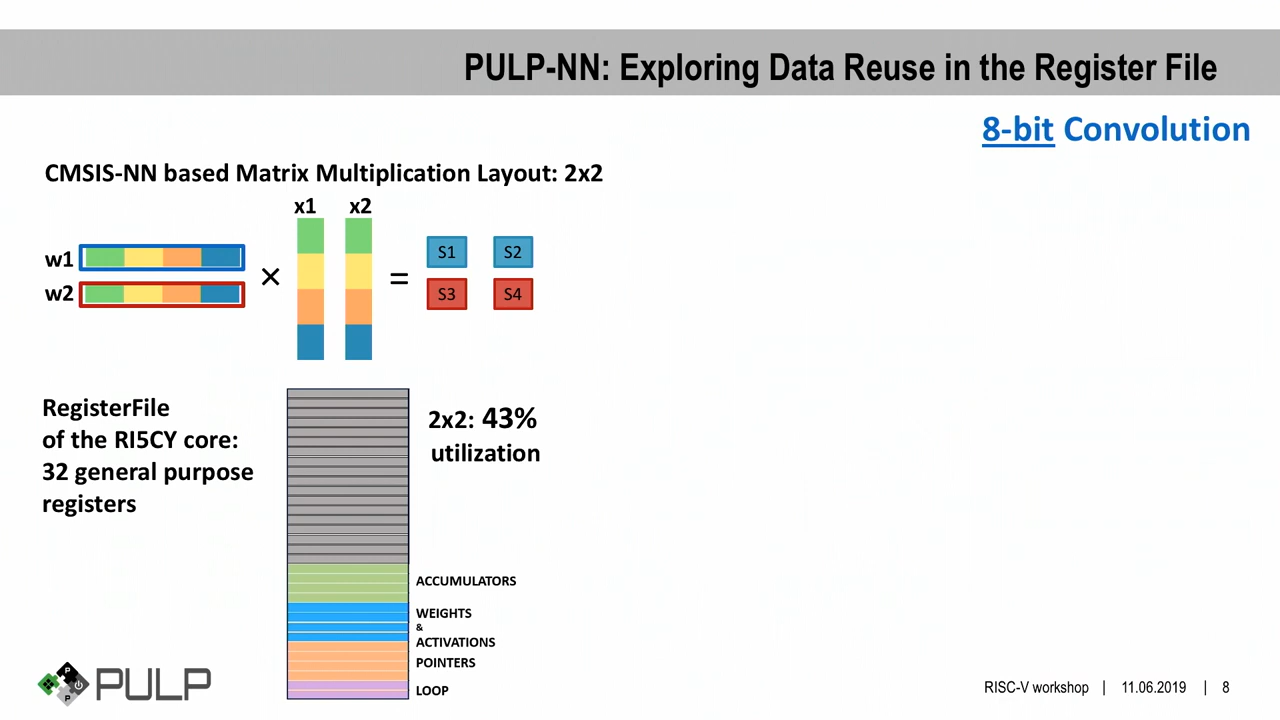 PULP-NN: Exploring Data Reuse in the Register File
8-bit Convolution
CMSIS-NN based Matrix Multiplication Layout: 2x2
x1 x2
w1
w2
×
=
S1 S2
S3 S4
RegisterFile
of the RI5CY core:
32 general purpose
registers
2x2: 43%
utilization
ACCUMULATORS
WEIGHTS
&
ACTIVATIONS
POINTERS
LOOP
P
P
PULP
RISC-V workshop | 11.06.2019 | 8